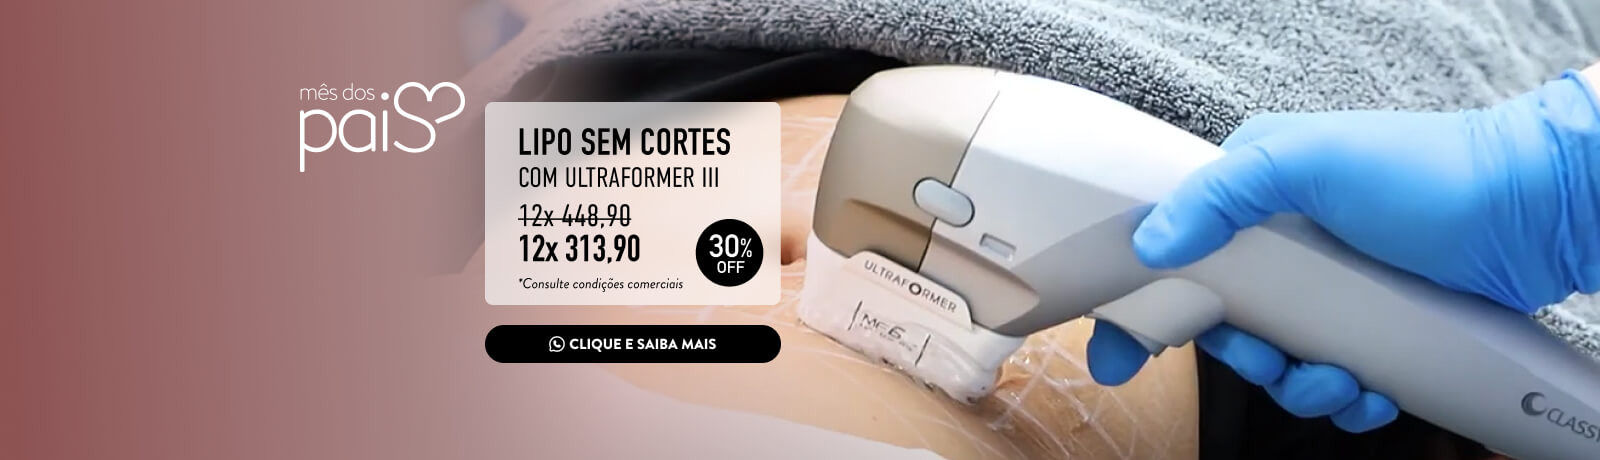 mês dos
pais
LIPO SEM CORTES
COM ULTRAFORMER III
12x 448,90
12x 313,90
30%
OFF
*Consulte condições comerciais
CLIQUE E SAIBA MAIS
ULTRAFORMER
MF6